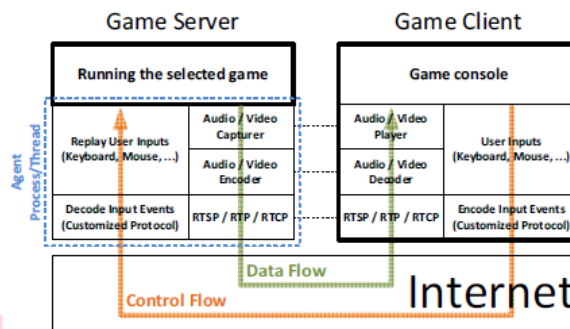 Game Server
Game Client
Running the selected game
Game console
Agent
Process/Thread
Replay User Inputs
(Keyboard, Mouse, ...)
Audio / Video
Capturer
Audio / Video
Encoder
Decode Input Events
(Customized Protocol)
RTSP / RTP / RTCP
Audio / Video
Player
Audio / Video
Decoder
RTSP / RTP / RTCP
User Inputs
(Keyboard, Mouse, ...)
Encode Input Events
(Customized Protocol)
Data Flow
Control Flow
Internet